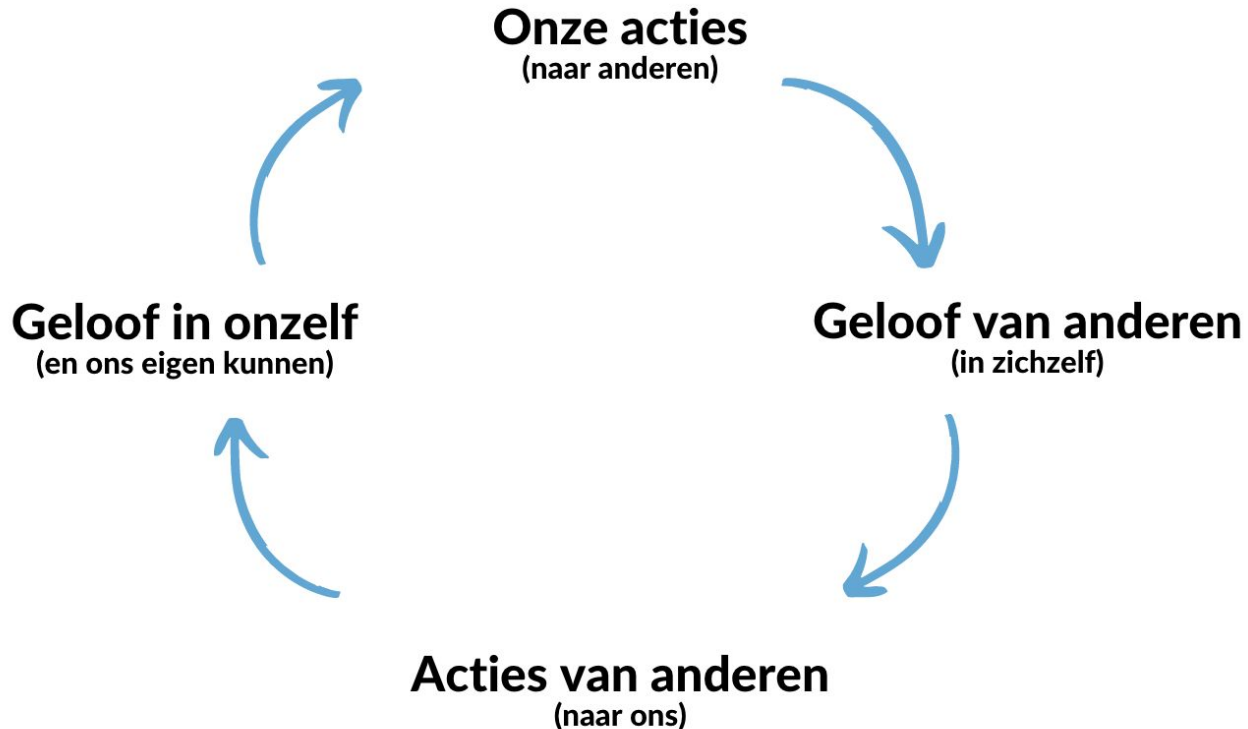 Onze acties
(naar anderen)
Geloof in onzelf
(en ons eigen kunnen)
Geloof van anderen
(in zichzelf)
Acties van anderen
(naar ons)